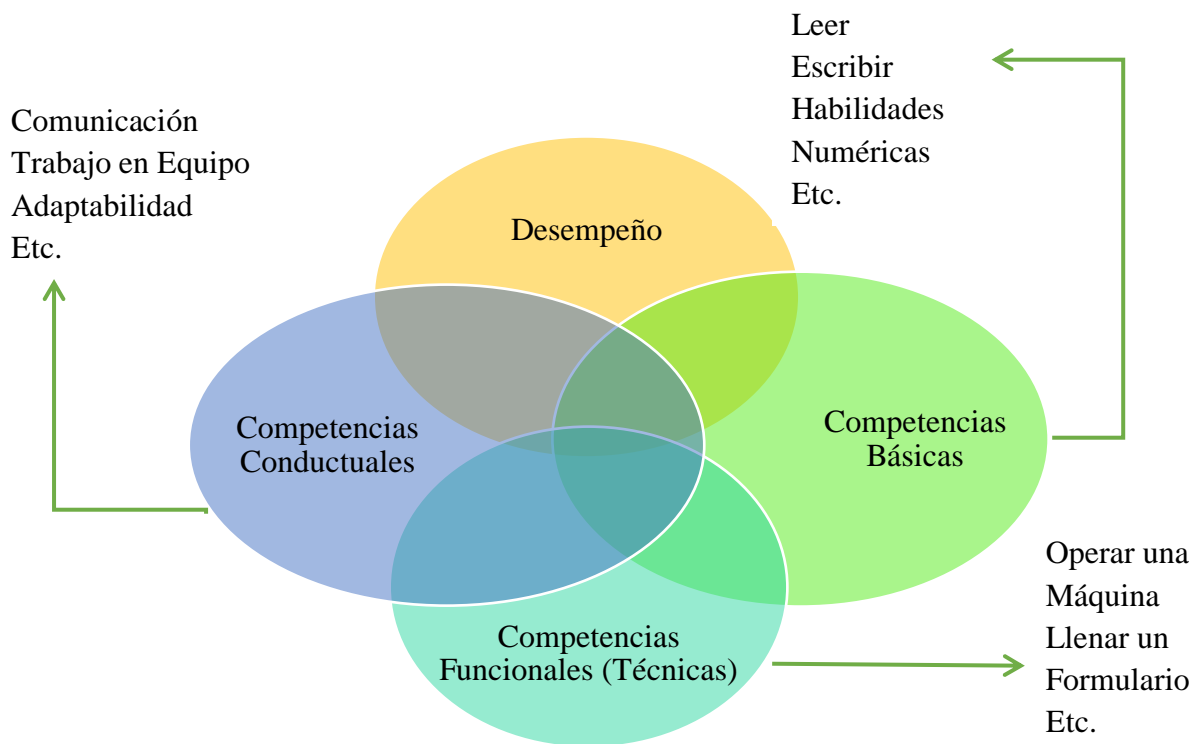 Leer
Escribir
Habilidades
Numéricas
Etc.
Comunicación
Trabajo en Equipo
Adaptabilidad
Etc.
Desempeño
Competencias
Conductuales
Competencias
Básicas
Competencias
Funcionales (Técnicas)
Operar una
Máquina
Llenar un
Formulario
Etc.